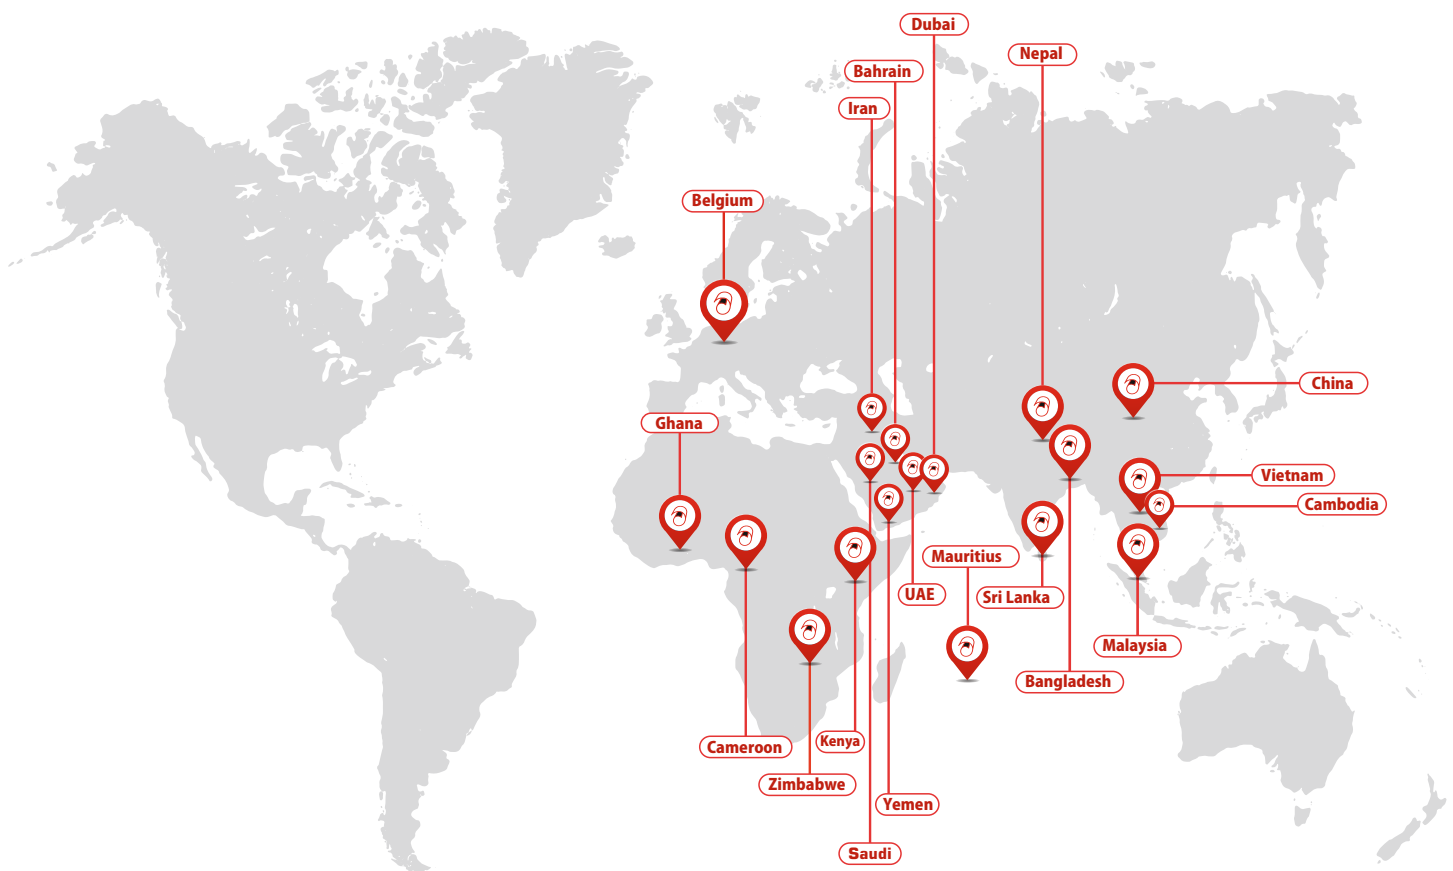 Dubai
Nepal
Bahrain
Iran
Belgium
China
Ghana
Vietnam
Cambodia
Mauritius
UAE
Sri Lanka
Malaysia
Bangladesh
Kenya
Cameroon
Zimbabwe
Yemen
Saudi